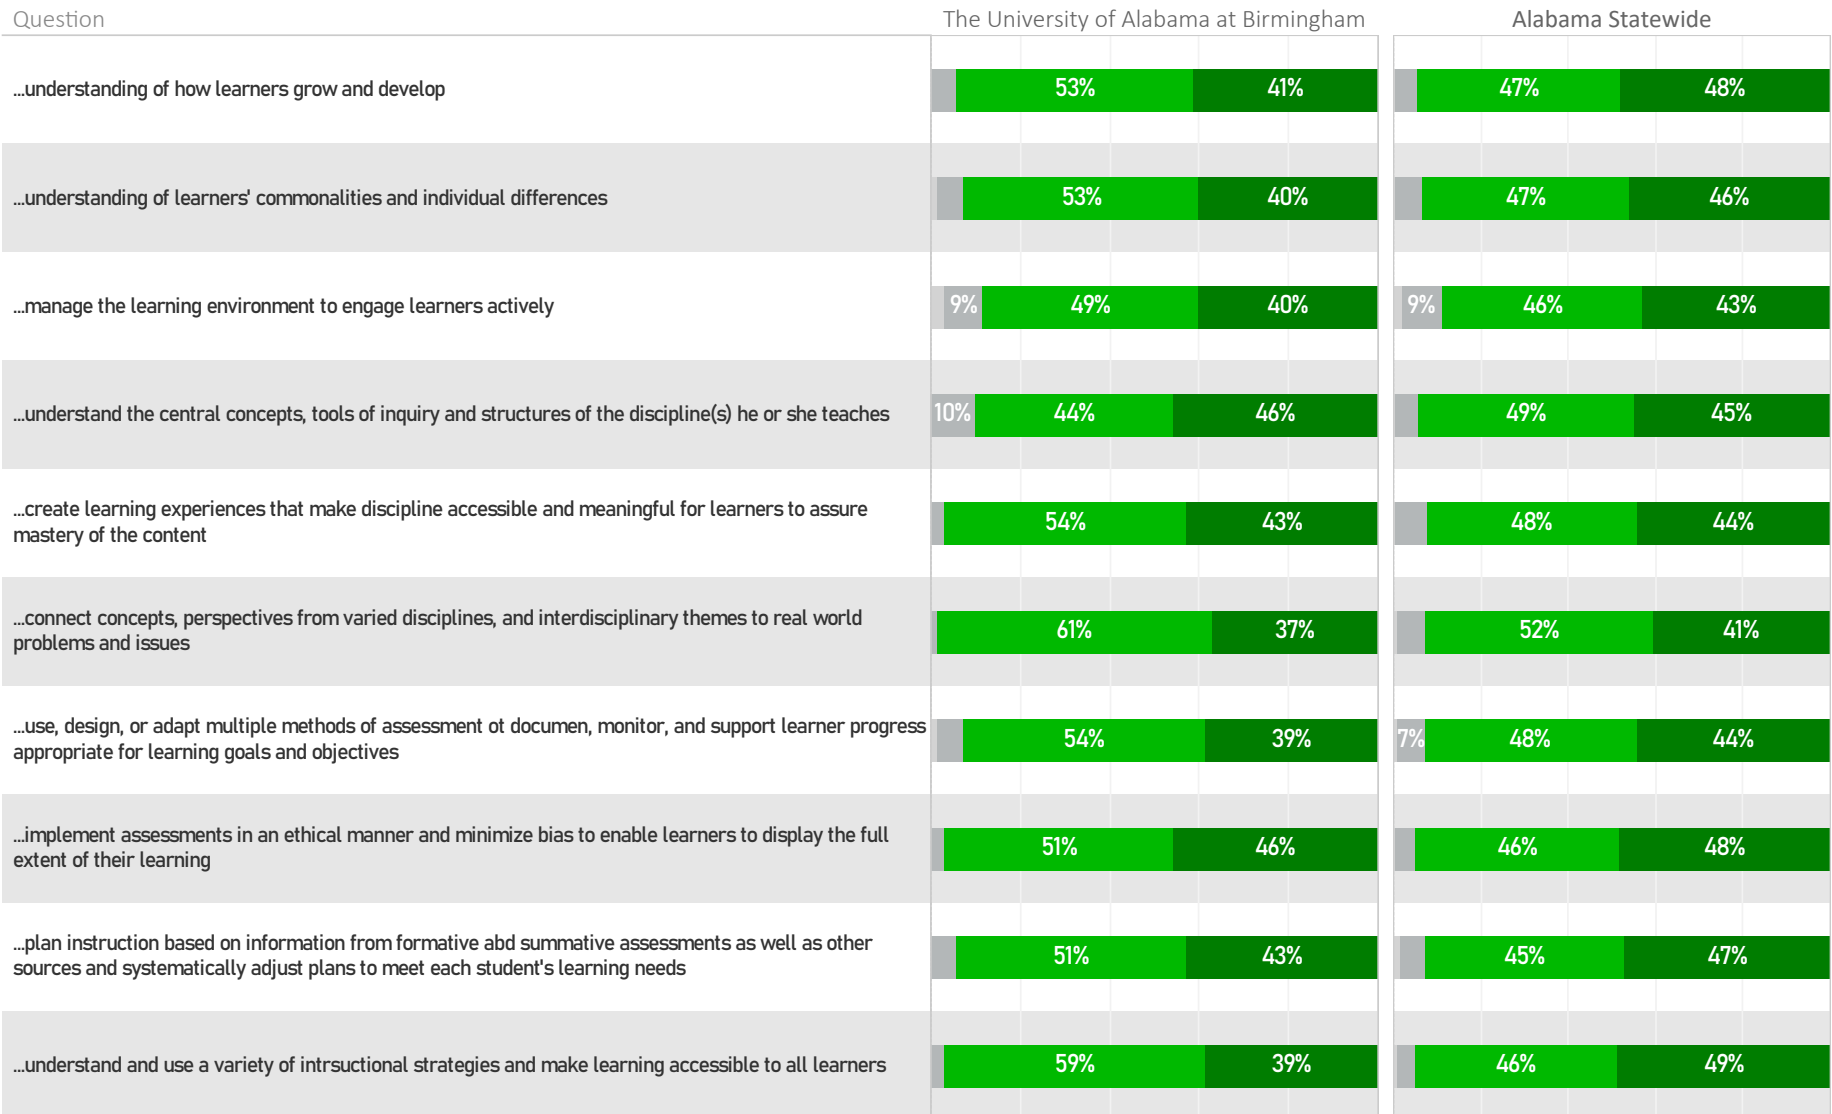 Question The University of Alabama at Birmingham Alabama Statewide
...understanding of how learners grow and develop 53% 41% 47% 48%
...understanding of learners' commonalities and individual differences 53% 40% 47% 46%
...manage the learning environment to engage learners actively 9% 49% 40% 9% 46% 43%
...understand the central concepts, tools of inquiry and structures of the discipline(s) he or she teaches 10% 44% 46% 49% 45%
...create learning experiences that make discipline accessible and meaningful for learners to assure
mastery of the content
54% 43% 48% 44%
...connect concepts, perspectives from varied disciplines, and interdisciplinary themes to real world
problems and issues
61% 37% 52% 41%
...use, design, or adapt multiple methods of assessment ot documen, monitor, and support learner progress
appropriate for learning goals and objectives
54% 39% 7% 48% 44%
...implement assessments in an ethical manner and minimize bias to enable learners to display the full
extent of their learning
51% 46% 46% 48%
...plan instruction based on information from formative abd summative assessments as well as other
sources and systematically adjust plans to meet each student's learning needs
51% 43% 45% 47%
...understand and use a variety of intrsuctional strategies and make learning accessible to all learners 59% 39% 46% 49%